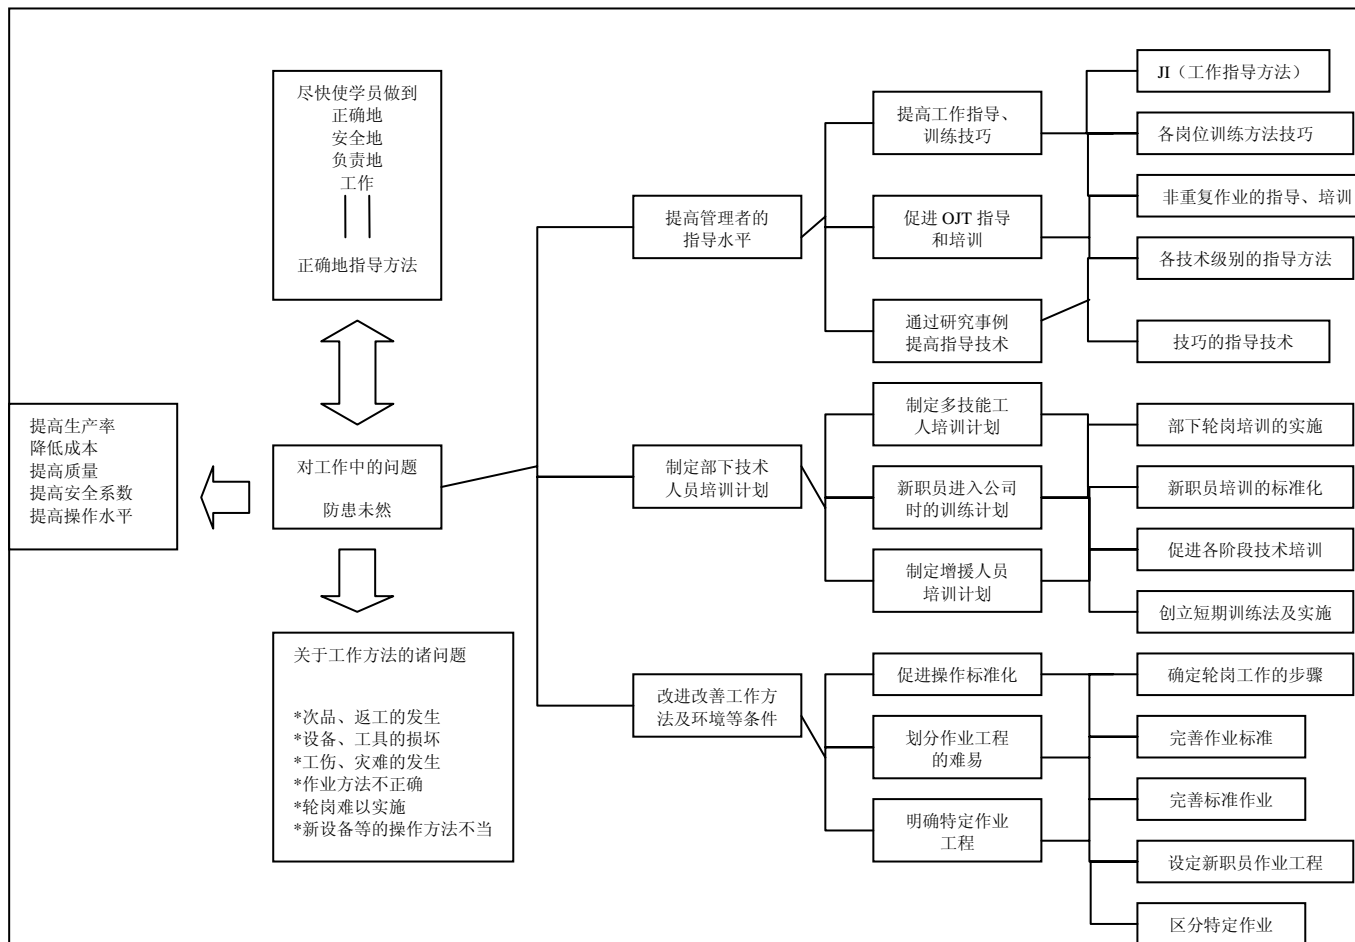 尽快使学员做到
正确地
安全地
负责地
工作
正确地指导方法
提高生产率
降低成本
提高质量
提高安全系数
提高操作水平
对工作中的问题
防患未然
关于工作方法的诸问题
*次品、返工的发生
*设备、工具的损坏
*工伤、灾难的发生
*作业方法不正确
*轮岗难以实施
*新设备等的操作方法不当
提高管理者的
指导水平
制定部下技术
人员培训计划
改进改善工作方
法及环境等条件
提高工作指导、
训练技巧
促进 OJT 指导
和培训
通过研究事例
提高指导技术
制定多技能工
人培训计划
新职员进入公司
时的训练计划
制定增援人员
培训计划
促进操作标准化
划分作业工程
的难易
明确特定作业
工程
JI（工作指导方法）
各岗位训练方法技巧
非重复作业的指导、培训
各技术级别的指导方法
技巧的指导技术
部下轮岗培训的实施
新职员培训的标准化
促进各阶段技术培训
创立短期训练法及实施
确定轮岗工作的步骤
完善作业标准
完善标准作业
设定新职员作业工程
区分特定作业